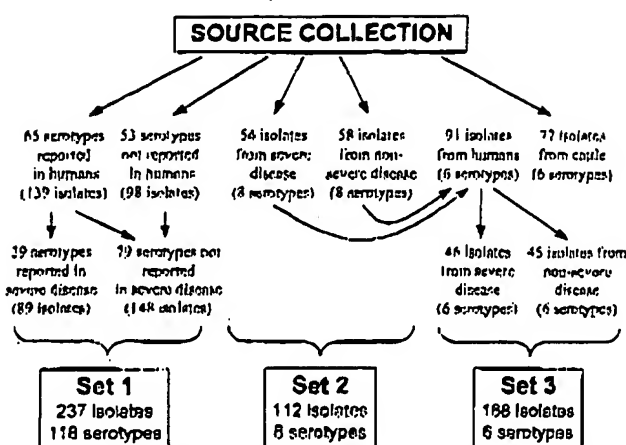 SOURCE COLLECTION
65 serotypes
reported
in humans
(139 isolates)
53 serotypes
not reported
in humans
(98 isolates)
54 isolates
from severe
disease
(8 serotypes)
58 isolates
from non-
severe disease
(8 serotypes)
91 isolates
from humans
(6 serotypes)
77 isolates
from cattle
(6 serotypes)
39 serotypes
reported in
severe disease
(89 isolates)
79 serotypes not
reported
in severe disease
(148 isolates)
46 isolates
from severe
disease
(6 serotypes)
45 isolates from
non-severe
disease
(6 serotypes)
Set 1
237 isolates
118 serotypes
Set 2
112 isolates
8 serotypes
Set 3
168 isolates
6 serotypes